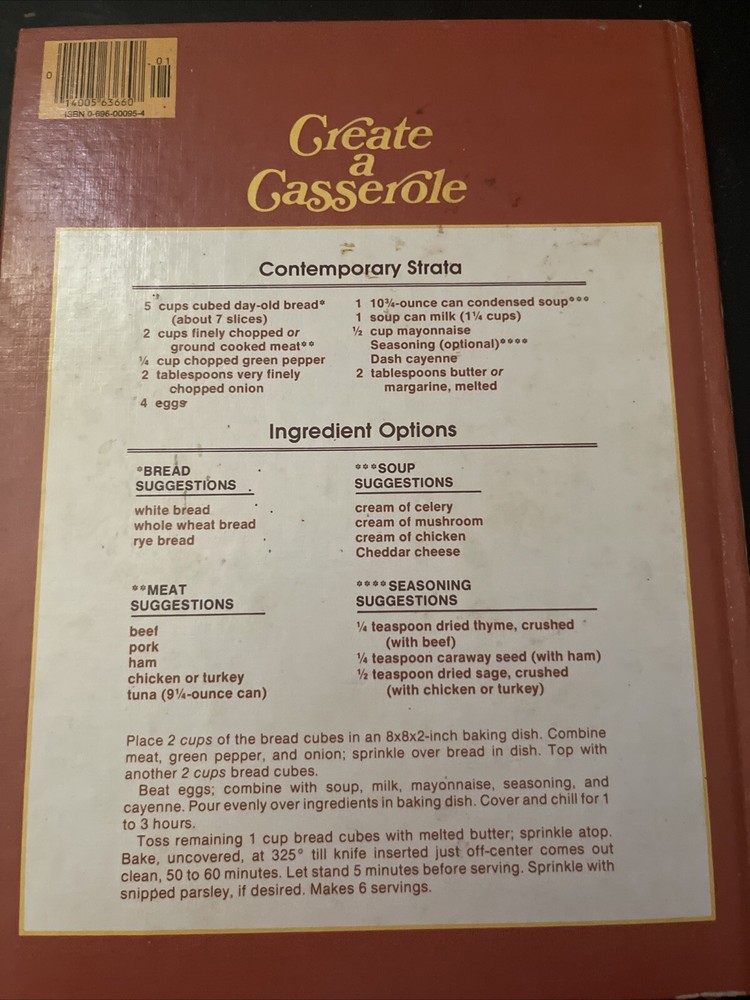 01
0
14005 63660
ISBN 0-696-00095-4
Create
a
Casserole
Contemporary Strata
5 cups cubed day-old bread*
(about 7 slices)
2 cups finely chopped or
ground cooked meat**
¼ cup chopped green pepper
2 tablespoons very finely
chopped onion
4 eggs
1 10¾-ounce can condensed soup***
1 soup can milk (1¼ cups)
½ cup mayonnaise
Seasoning (optional)****
Dash cayenne
2 tablespoons butter or
margarine, melted
Ingredient Options
*BREAD
SUGGESTIONS
white bread
whole wheat bread
rye bread
***SOUP
SUGGESTIONS
cream of celery
cream of mushroom
cream of chicken
Cheddar cheese
**MEAT
SUGGESTIONS
beef
pork
ham
chicken or turkey
tuna (9¼-ounce can)
****SEASONING
SUGGESTIONS
¼ teaspoon dried thyme, crushed
(with beef)
¼ teaspoon caraway seed (with ham)
½ teaspoon dried sage, crushed
(with chicken or turkey)
Place 2 cups of the bread cubes in an 8x8x2-inch baking dish. Combine
meat, green pepper, and onion; sprinkle over bread in dish. Top with
another 2 cups bread cubes.
Beat eggs; combine with soup, milk, mayonnaise, seasoning, and
cayenne. Pour evenly over ingredients in baking dish. Cover and chill for 1
to 3 hours.
Toss remaining 1 cup bread cubes with melted butter; sprinkle atop.
Bake, uncovered, at 325° till knife inserted just off-center comes out
clean, 50 to 60 minutes. Let stand 5 minutes before serving. Sprinkle with
snipped parsley, if desired. Makes 6 servings.